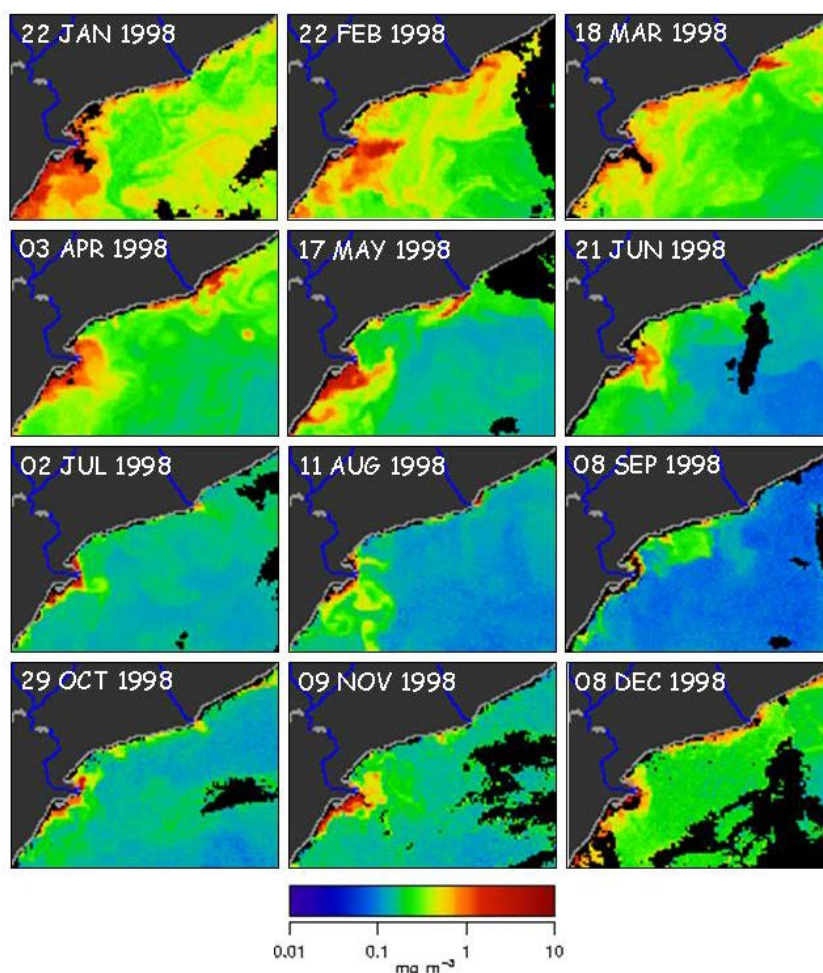 22 JAN 1998
22 FEB 1998
18 MAR 1998
03 APR 1998
17 MAY 1998
21 JUN 1998
02 JUL 1998
11 AUG 1998
08 SEP 1998
29 OCT 1998
09 NOV 1998
08 DEC 1998
0.01 0.1 1 10
mg m⁻³